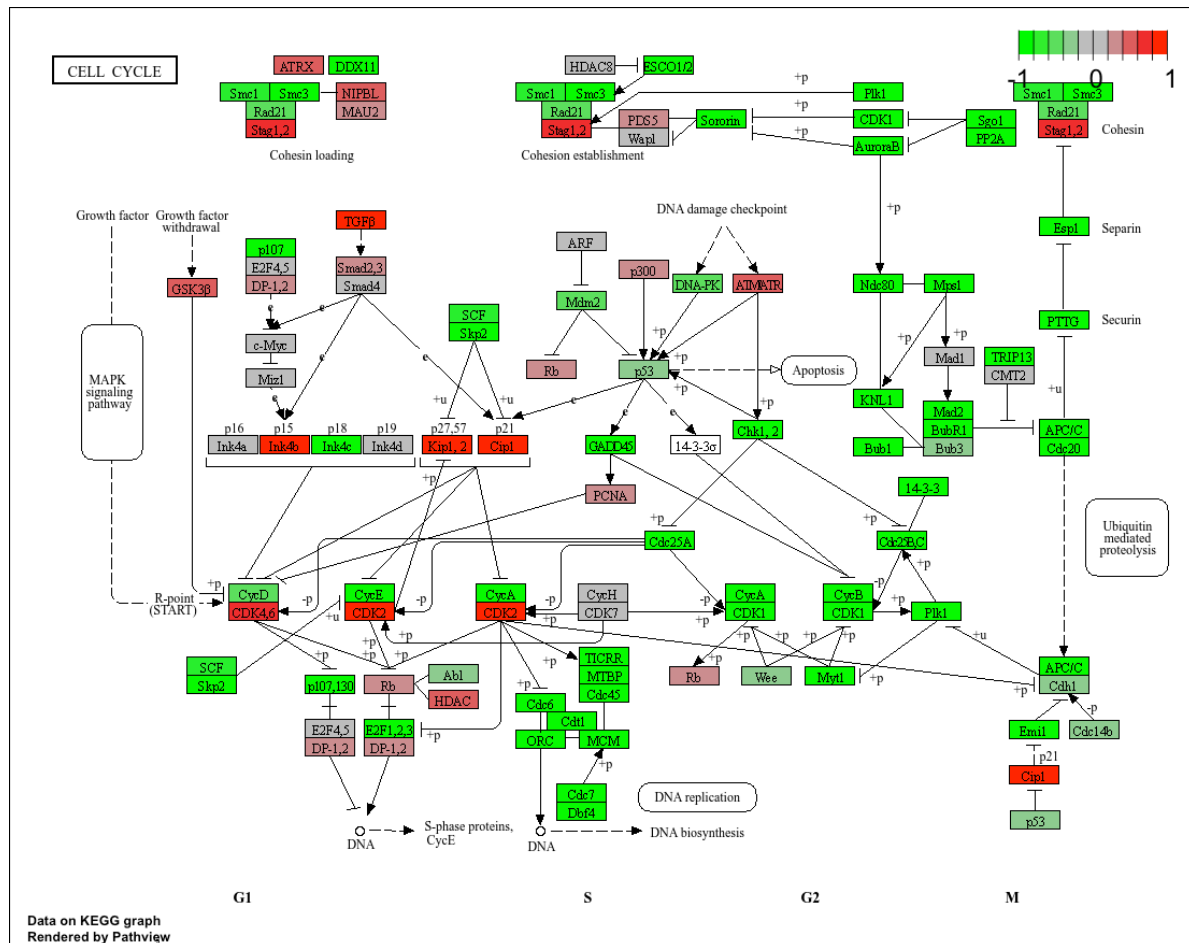 CELL CYCLE
-1 0 1
ATRX DDX11
Smc1 Smc3 NIPBL
Rad21 MAU2
Stag1,2
Cohesin loading
HDAC8 ESCO1/2
Smc1 Smc3
Rad21 PDS5 Sororin
Stag1,2 Wapl
Cohesion establishment
+p
Plk1
+p
CDK1
+p
AuroraB
Sgo1
PP2A
Smc1 Smc3
Rad21
Stag1,2
Cohesin
Growth factor
Growth factor
withdrawal
TGFβ
DNA damage checkpoint
+p
p107
E2F4,5
DP-1,2
Smad2,3
Smad4
GSK3β
ARF
p300
DNA-PK
ATMATR
Mdm2
Esp1
Separin
Ndc80 Mps1
SCF
Skp2
e e
c-Myc
Miz1
e
e
MAPK
signaling
pathway
Rb
p53
+p
+p
+p
Apoptosis
+p
+p
+p
Mad1
TRIP13
CMT2
PTTG
Securin
+u
KNL1
Mad2
BubR1
Bub3
Bub1
APC/C
Cdc20
+u
+u
e
e
e
p16 p15 p18 p19 p27,57 p21
Ink4a Ink4b Ink4c Ink4d Kip1, 2 Cip1
GADD45
14-3-3σ
Chk1, 2
+p
PCNA
14-3-3
+p
+p
Cdc25A
Cdc25B,C
Ubiquitin
mediated
proteolysis
R-point
(START)
+p
CycD
CDK4,6
-p
CycE
CDK2
-p
+u
CycA
CDK2
-p
+p
CycH
CDK7
-p
+p
CycA
CDK1
CycB
CDK1
-p
-p
+p
Plk1
+u
+p
+p
+p
+p
+p
+p
+p
+p
+p
+p
SCF
Skp2
p107,130
Rb
Abl
HDAC
TICRR
MTBP
Cdc45
Rb
Wee
Myt1
+p
+p
APC/C
Cdh1
-p
E2F4,5
DP-1,2
E2F1,2,3
DP-1,2
+p
Cdc6
Cdt1
ORC MCM
+p
Cdc7
Dbf4
Emi1
Cdc14b
p21
Cip1
p53
DNA replication
DNA
S-phase proteins,
CycE
DNA
DNA biosynthesis
G1 S G2 M
Data on KEGG graph
Rendered by Pathview